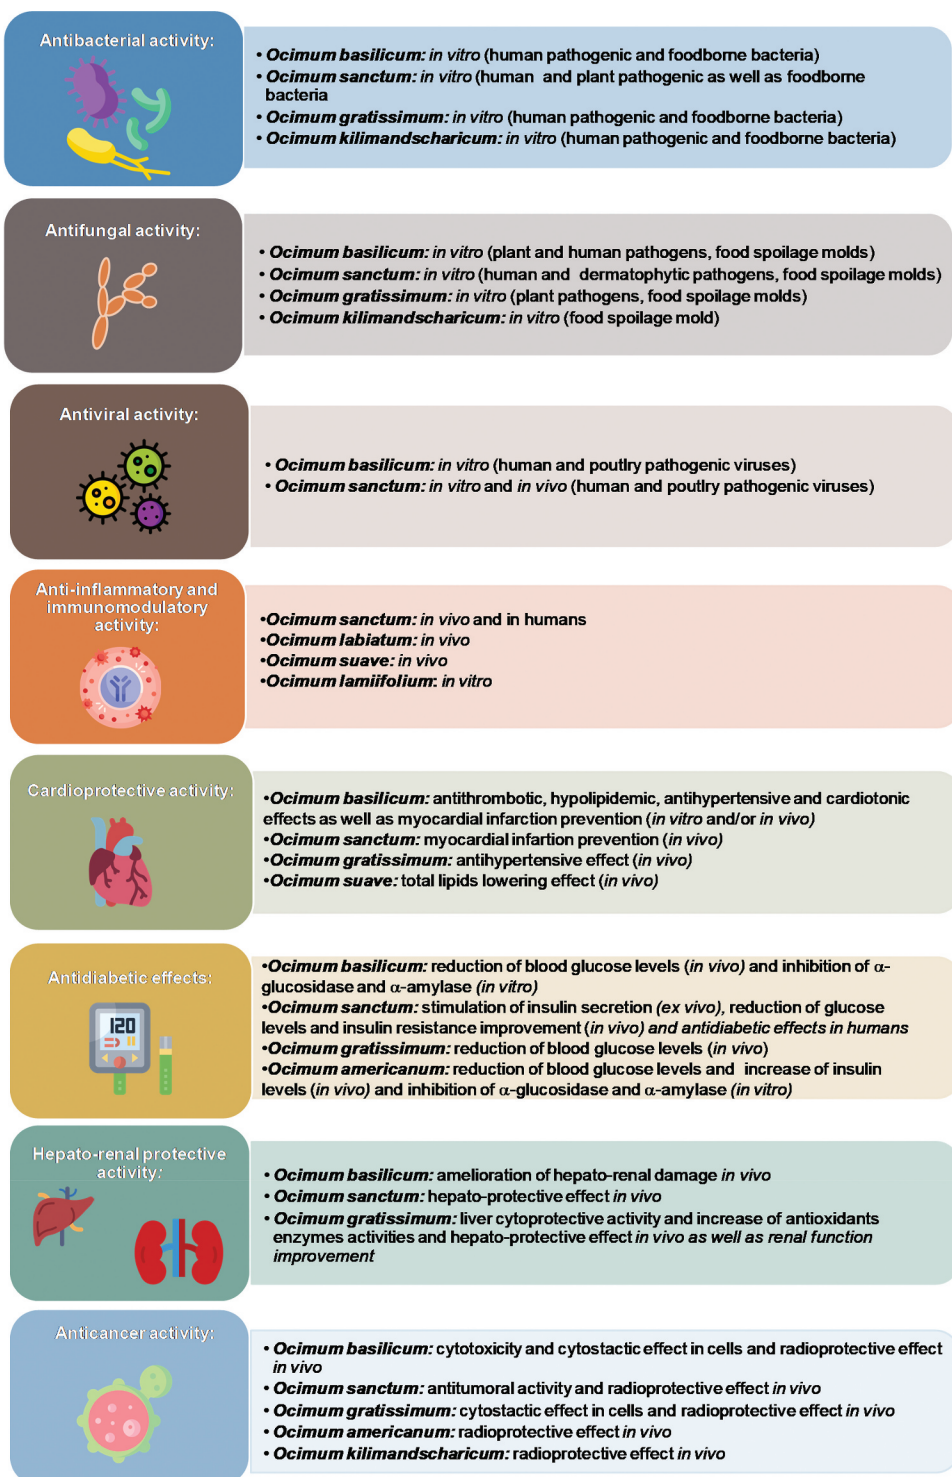 Antibacterial activity:
• Ocimum basilicum: in vitro (human pathogenic and foodborne bacteria)
• Ocimum sanctum: in vitro (human and plant pathogenic as well as foodborne
bacteria
• Ocimum gratissimum: in vitro (human pathogenic and foodborne bacteria)
• Ocimum kilimandscharicum: in vitro (human pathogenic and foodborne bacteria)
Antifungal activity:
• Ocimum basilicum: in vitro (plant and human pathogens, food spoilage molds)
• Ocimum sanctum: in vitro (human and dermatophytic pathogens, food spoilage molds)
• Ocimum gratissimum: in vitro (plant pathogens, food spoilage molds)
• Ocimum kilimandscharicum: in vitro (food spoilage mold)
Antiviral activity:
• Ocimum basilicum: in vitro (human and poutlry pathogenic viruses)
• Ocimum sanctum: in vitro and in vivo (human and poutlry pathogenic viruses)
Anti-inflammatory and
immunomodulatory
activity:
•Ocimum sanctum: in vivo and in humans
•Ocimum labiatum: in vivo
•Ocimum suave: in vivo
•Ocimum lamiifolium: in vitro
Cardioprotective activity:
•Ocimum basilicum: antithrombotic, hypolipidemic, antihypertensive and cardiotonic
effects as well as myocardial infarction prevention (in vitro and/or in vivo)
•Ocimum sanctum: myocardial infartion prevention (in vivo)
•Ocimum gratissimum: antihypertensive effect (in vivo)
•Ocimum suave: total lipids lowering effect (in vivo)
Antidiabetic effects:
120
•Ocimum basilicum: reduction of blood glucose levels (in vivo) and inhibition of α-
glucosidase and α-amylase (in vitro)
•Ocimum sanctum: stimulation of insulin secretion (ex vivo), reduction of glucose
levels and insulin resistance improvement (in vivo) and antidiabetic effects in humans
•Ocimum gratissimum: reduction of blood glucose levels (in vivo)
•Ocimum americanum: reduction of blood glucose levels and increase of insulin
levels (in vivo) and inhibition of α-glucosidase and α-amylase (in vitro)
Hepato-renal protective
activity:
• Ocimum basilicum: amelioration of hepato-renal damage in vivo
• Ocimum sanctum: hepato-protective effect in vivo
• Ocimum gratissimum: liver cytoprotective activity and increase of antioxidants
enzymes activities and hepato-protective effect in vivo as well as renal function
improvement
Anticancer activity:
• Ocimum basilicum: cytotoxicity and cytostactic effect in cells and radioprotective effect
in vivo
• Ocimum sanctum: antitumoral activity and radioprotective effect in vivo
• Ocimum gratissimum: cytostactic effect in cells and radioprotective effect in vivo
• Ocimum americanum: radioprotective effect in vivo
• Ocimum kilimandscharicum: radioprotective effect in vivo